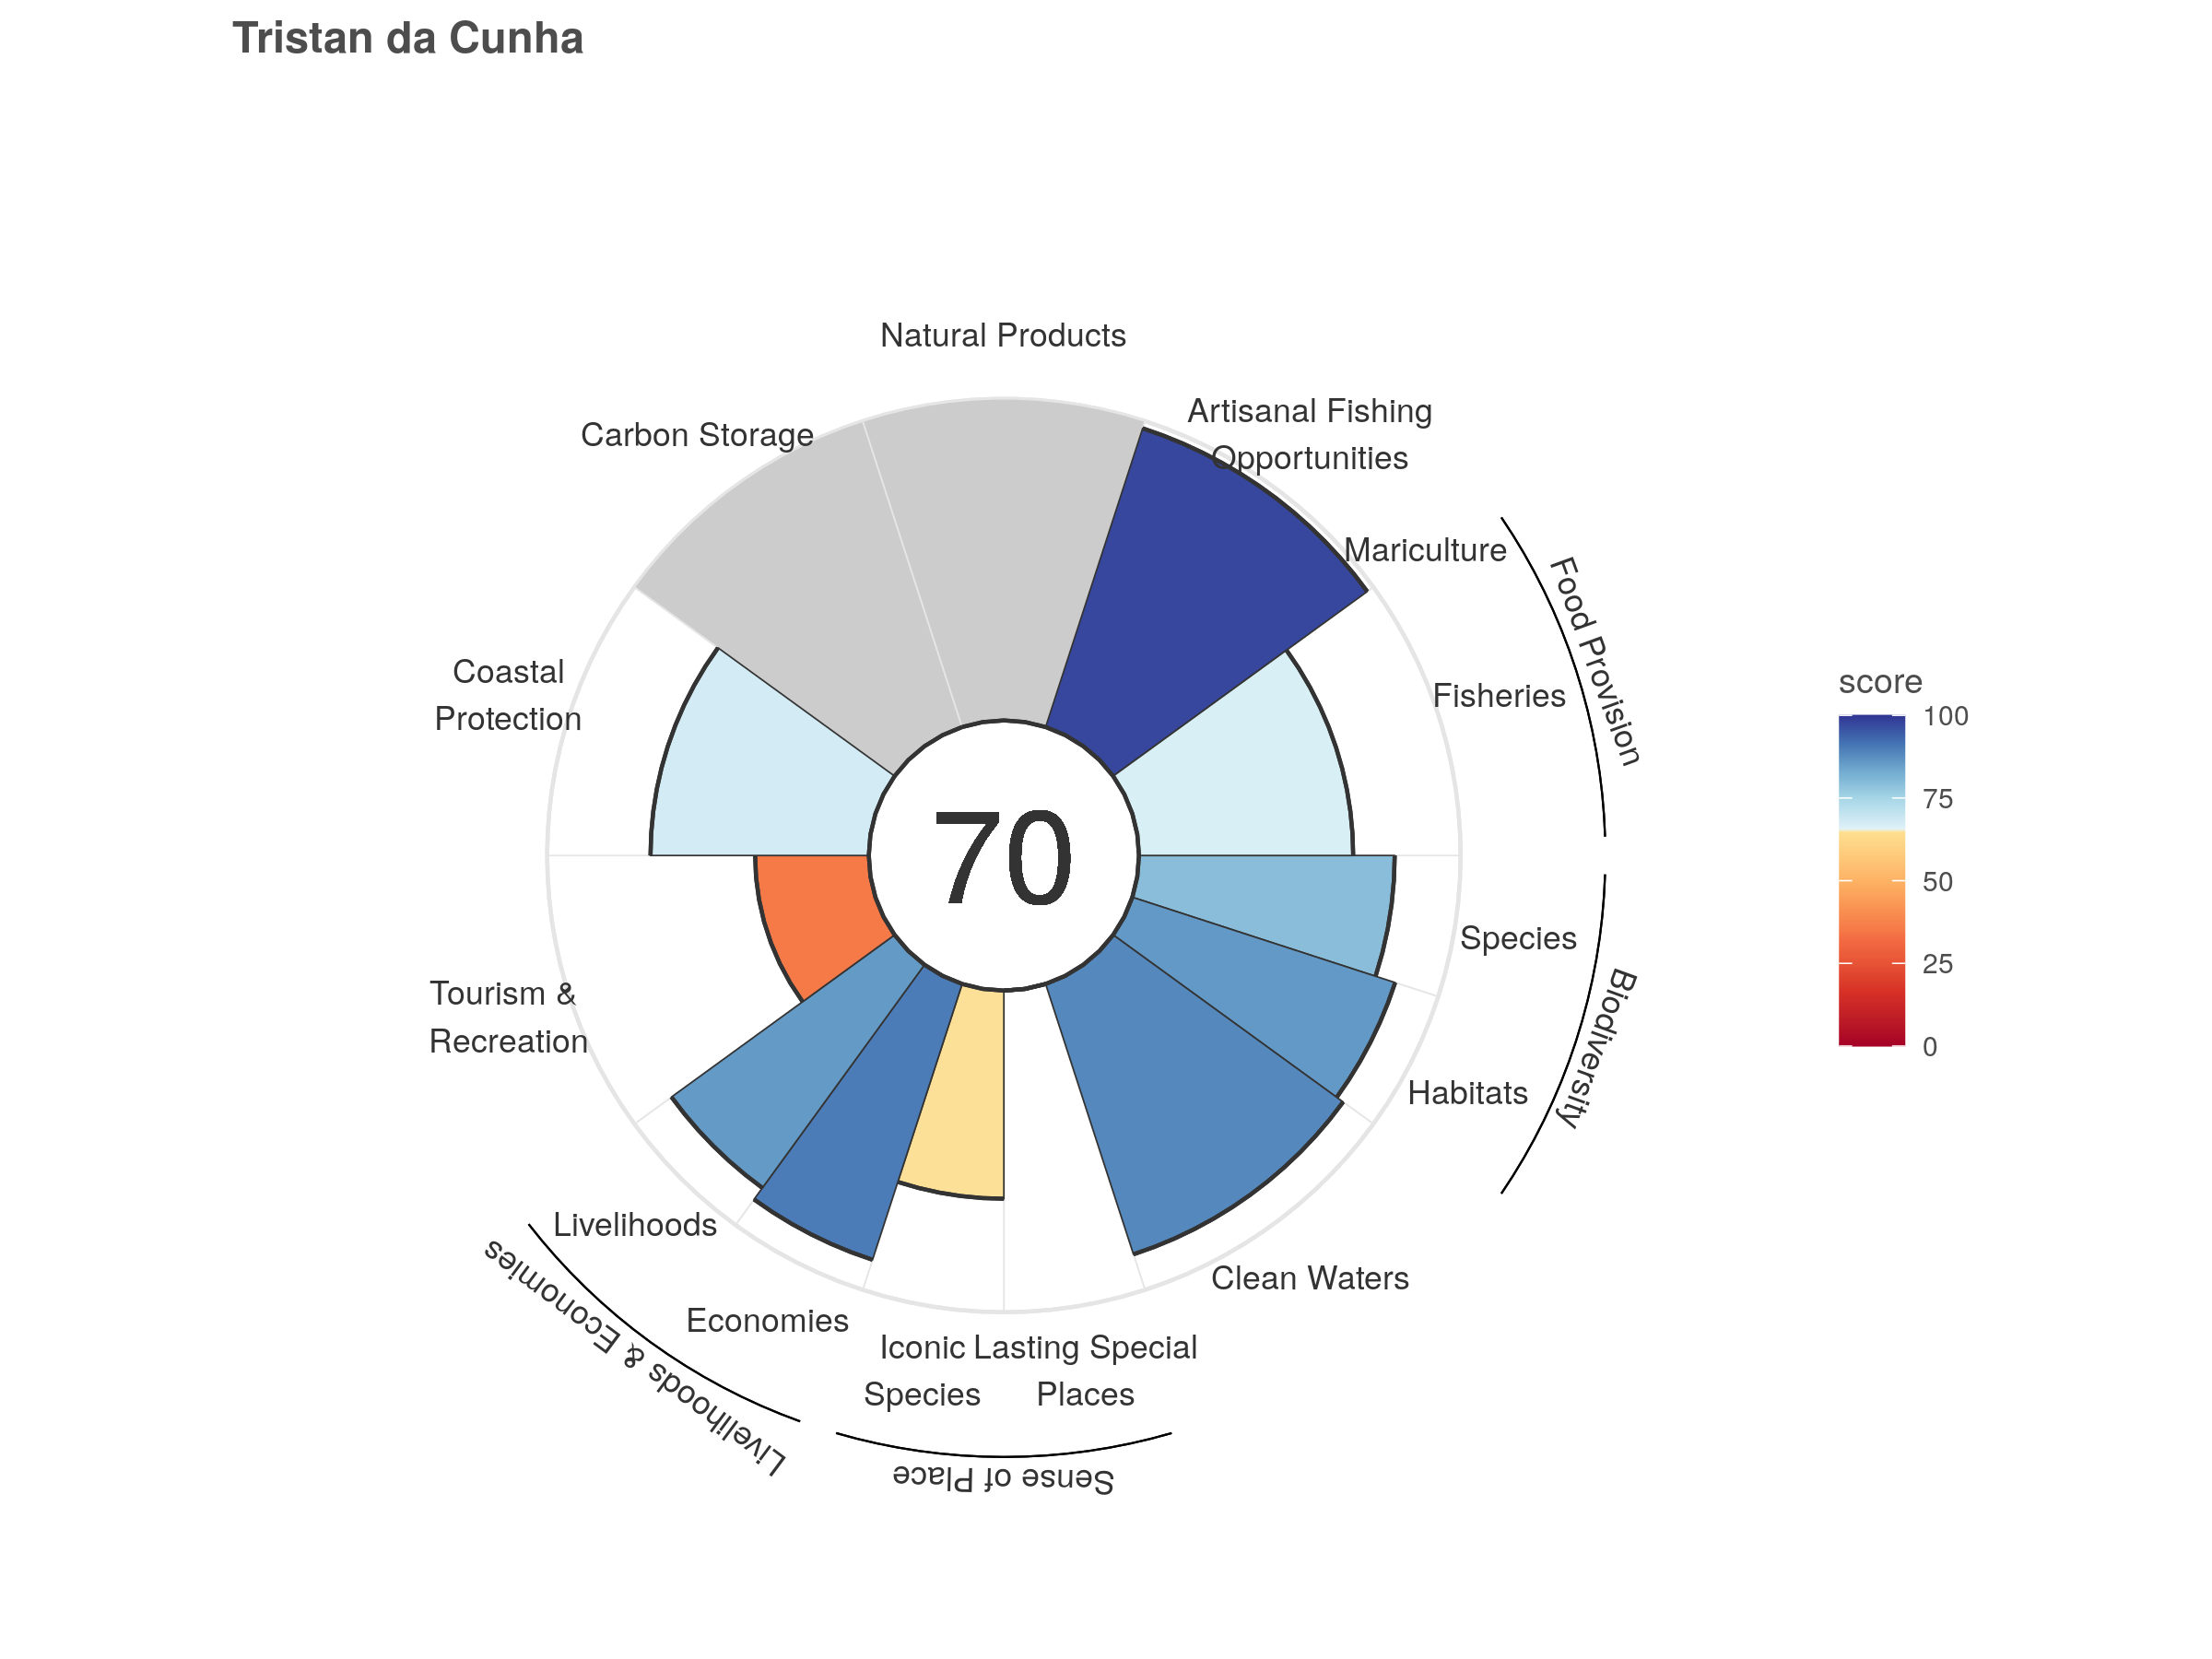 Tristan da Cunha
Natural Products
Artisanal Fishing
Opportunities
Carbon Storage
Mariculture
Food Provision
Fisheries
Coastal
Protection
score
100
75
50
25
0
70
Species
Biodiversity
Habitats
Tourism &
Recreation
Livelihoods
Clean Waters
Economies
Livelihoods & Economies
Iconic
Species
Lasting Special
Places
Sense of Place